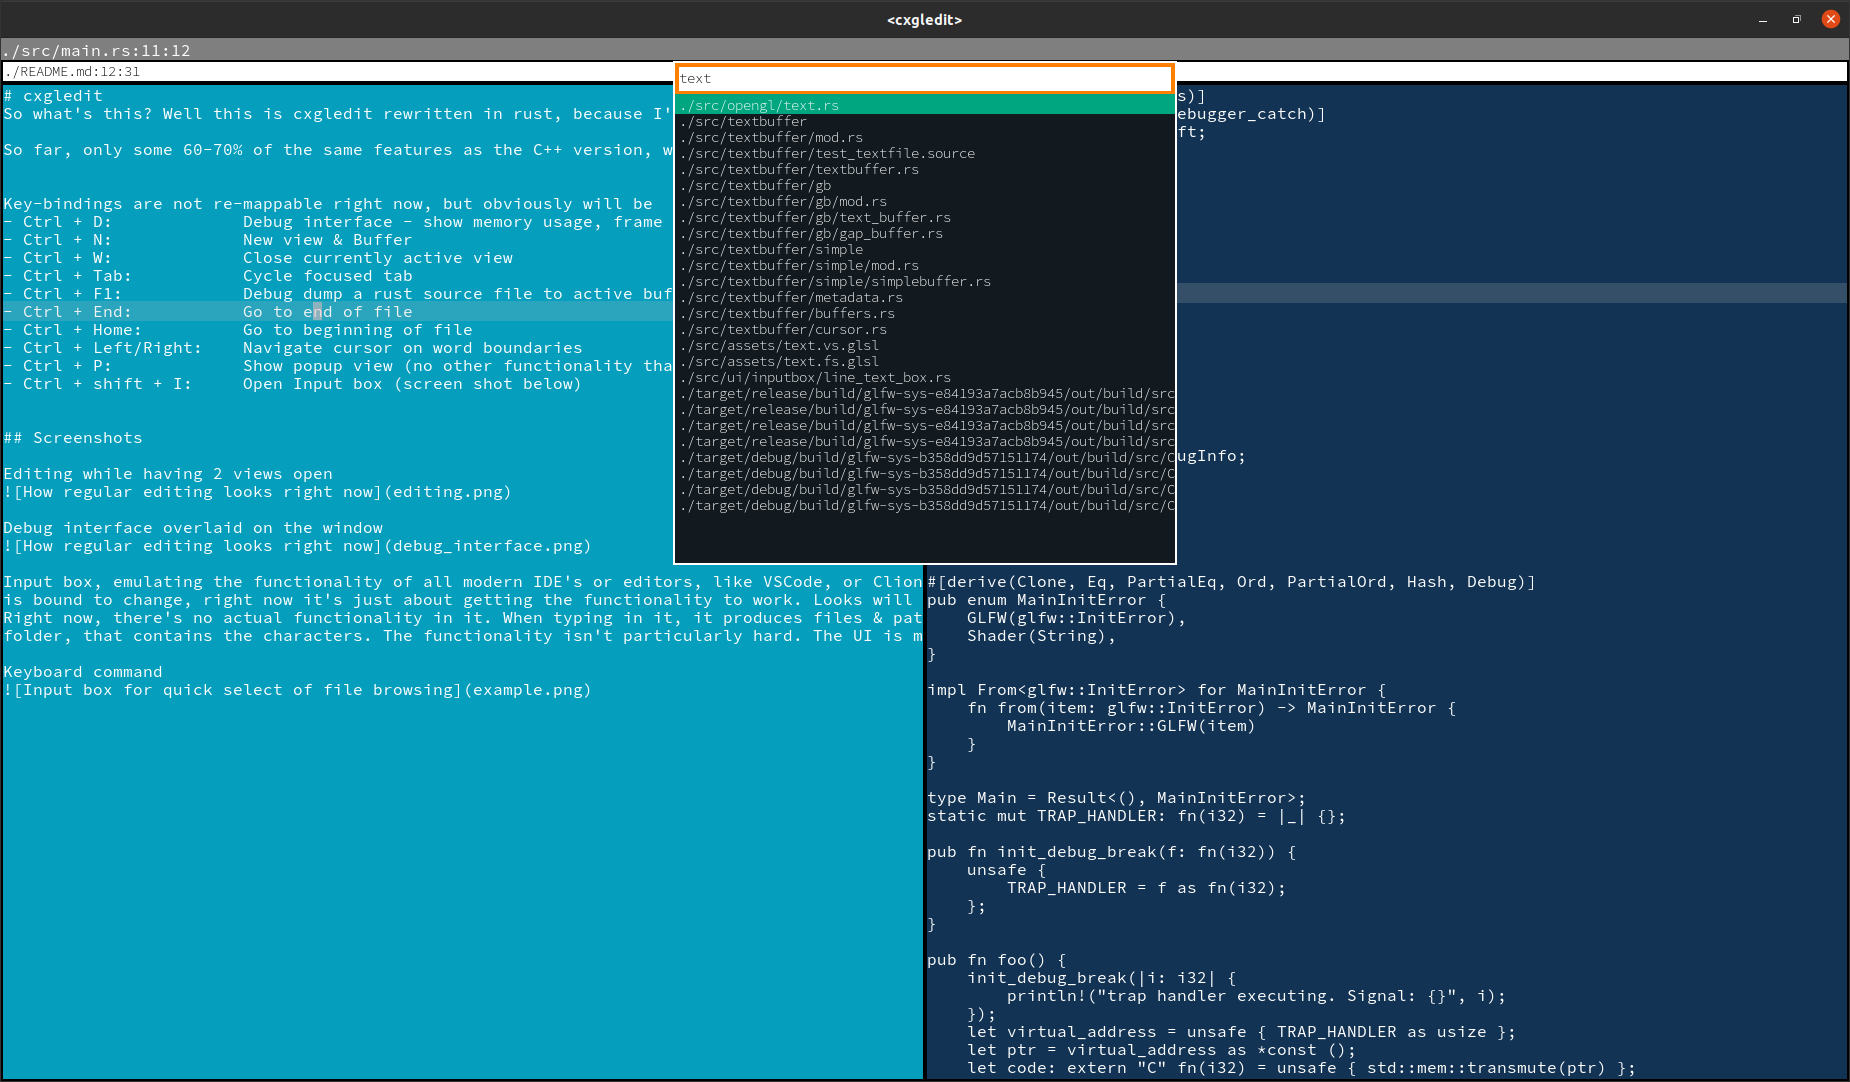 <cxgledit>
./src/main.rs:11:12
./README.md:12:31
# cxgledit
So what's this? Well this is cxgledit rewritten in rust, because I'
So far, only some 60-70% of the same features as the C++ version, w
Key-bindings are not re-mappable right now, but obviously will be
- Ctrl + D: Debug interface - show memory usage, frame
- Ctrl + N: New view & Buffer
- Ctrl + W: Close currently active view
- Ctrl + Tab: Cycle focused tab
- Ctrl + F1: Debug dump a rust source file to active buf
- Ctrl + End: Go to end of file
- Ctrl + Home: Go to beginning of file
- Ctrl + Left/Right: Navigate cursor on word boundaries
- Ctrl + P: Show popup view (no other functionality tha
- Ctrl + shift + I: Open Input box (screen shot below)
## Screenshots
Editing while having 2 views open
![How regular editing looks right now](editing.png)
Debug interface overlaid on the window
![How regular editing looks right now](debug_interface.png)
Input box, emulating the functionality of all modern IDE's or editors, like VSCode, or Clion
is bound to change, right now it's just about getting the functionality to work. Looks will
Right now, there's no actual functionality in it. When typing in it, it produces files & pat
folder, that contains the characters. The functionality isn't particularly hard. The UI is m
Keyboard command
![Input box for quick select of file browsing](example.png)
text
./src/opengl/text.rs
./src/textbuffer
./src/textbuffer/mod.rs
./src/textbuffer/test_textfile.source
./src/textbuffer/textbuffer.rs
./src/textbuffer/gb
./src/textbuffer/gb/mod.rs
./src/textbuffer/gb/text_buffer.rs
./src/textbuffer/gb/gap_buffer.rs
./src/textbuffer/simple
./src/textbuffer/simple/mod.rs
./src/textbuffer/simple/simplebuffer.rs
./src/textbuffer/metadata.rs
./src/textbuffer/buffers.rs
./src/textbuffer/cursor.rs
./src/assets/text.vs.glsl
./src/assets/text.fs.glsl
./src/ui/inputbox/line_text_box.rs
./target/release/build/glfw-sys-e84193a7acb8b945/out/build/src
./target/release/build/glfw-sys-e84193a7acb8b945/out/build/src
./target/release/build/glfw-sys-e84193a7acb8b945/out/build/src
./target/release/build/glfw-sys-e84193a7acb8b945/out/build/src
./target/debug/build/glfw-sys-b358dd9d57151174/out/build/src/C
./target/debug/build/glfw-sys-b358dd9d57151174/out/build/src/C
./target/debug/build/glfw-sys-b358dd9d57151174/out/build/src/C
./target/debug/build/glfw-sys-b358dd9d57151174/out/build/src/C
s)]
ebugger_catch)]
ft;
ugInfo;
#[derive(Clone, Eq, PartialEq, Ord, PartialOrd, Hash, Debug)]
pub enum MainInitError {
GLFW(glfw::InitError),
Shader(String),
}
impl From<glfw::InitError> for MainInitError {
fn from(item: glfw::InitError) -> MainInitError {
MainInitError::GLFW(item)
}
}
type Main = Result<(), MainInitError>;
static mut TRAP_HANDLER: fn(i32) = |_| {};
pub fn init_debug_break(f: fn(i32)) {
unsafe {
TRAP_HANDLER = f as fn(i32);
};
}
pub fn foo() {
init_debug_break(|i: i32| {
println!("trap handler executing. Signal: {}", i);
});
let virtual_address = unsafe { TRAP_HANDLER as usize };
let ptr = virtual_address as *const ();
let code: extern "C" fn(i32) = unsafe { std::mem::transmute(ptr) };